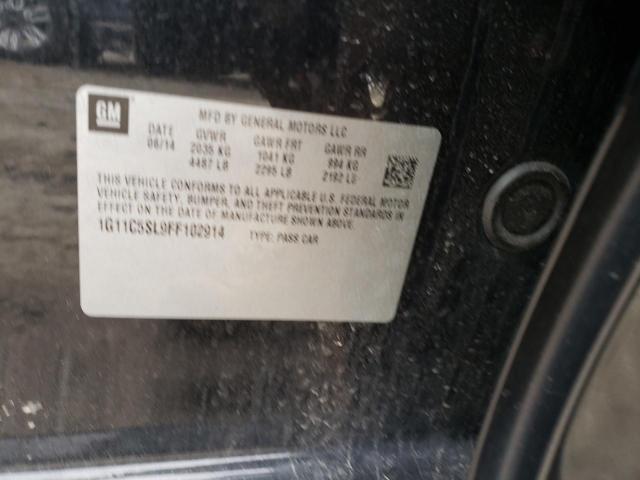 GM
MFD BY GENERAL MOTORS LLC
DATE GVWR GAWR FRT GAWR RR
08/14 2035 KG 1041 KG 994 KG
4487 LB 2295 LB 2192 LB
THIS VEHICLE CONFORMS TO ALL APPLICABLE U.S. FEDERAL MOTOR
VEHICLE SAFETY, BUMPER, AND THEFT PREVENTION STANDARDS IN
EFFECT ON THE DATE OF MANUFACTURE SHOWN ABOVE.
1G11C5SL9FF102914 TYPE: PASS CAR